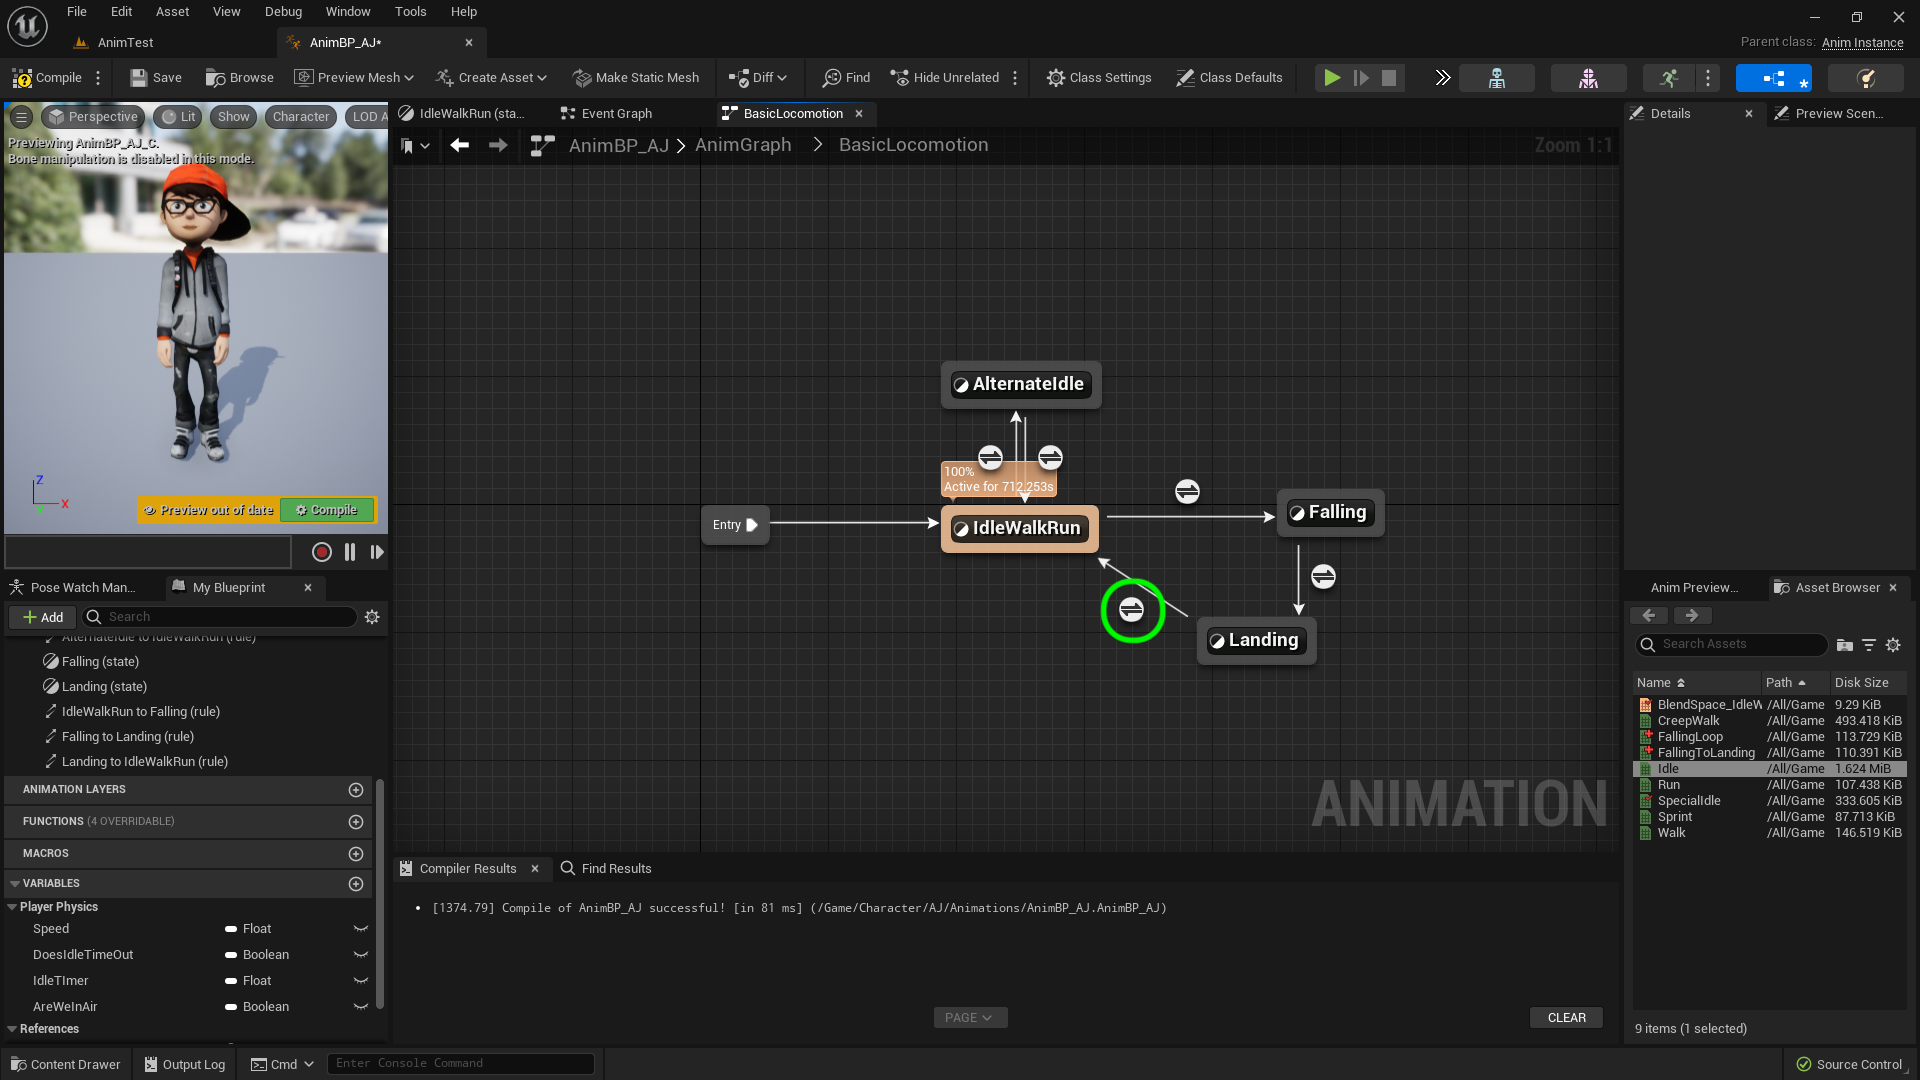 File Edit Asset View Debug Window Tools Help
AnimTest
AnimBP_AJ*
Parent class: Anim Instance
Compile
Save
Browse
Preview Mesh
Create Asset
Make Static Mesh
Diff
Find
Hide Unrelated
Class Settings
Class Defaults
Perspective
Lit
Show
Character
LOD A
Previewing AnimBP_AJ_C.
Bone manipulation is disabled in this mode.
Z
X
Y
Preview out of date
Compile
IdleWalkRun (sta...
Event Graph
BasicLocomotion
AnimBP_AJ > AnimGraph > BasicLocomotion
Zoom 1:1
AlternateIdle
100%
Active for 712.253s
Entry
IdleWalkRun
Falling
Landing
ANIMATION
Details
Preview Scen...
Pose Watch Man...
My Blueprint
Add
Search
AlternateIdle to IdleWalkRun (rule)
Falling (state)
Landing (state)
IdleWalkRun to Falling (rule)
Falling to Landing (rule)
Landing to IdleWalkRun (rule)
ANIMATION LAYERS
FUNCTIONS (4 OVERRIDABLE)
MACROS
VARIABLES
Player Physics
Speed Float
DoesIdleTimeOut Boolean
IdleTImer Float
AreWeInAir Boolean
References
Compiler Results
Find Results
[1374.79] Compile of AnimBP_AJ successful! [in 81 ms] (/Game/Character/AJ/Animations/AnimBP_AJ.AnimBP_AJ)
PAGE
CLEAR
Anim Preview...
Asset Browser
Search Assets
Name Path Disk Size
BlendSpace_IdleW /All/Game 9.29 KiB
CreepWalk /All/Game 493.418 KiB
FallingLoop /All/Game 113.729 KiB
FallingToLanding /All/Game 110.391 KiB
Idle /All/Game 1.624 MiB
Run /All/Game 107.438 KiB
SpecialIdle /All/Game 333.605 KiB
Sprint /All/Game 87.713 KiB
Walk /All/Game 146.519 KiB
9 items (1 selected)
Content Drawer
Output Log
Cmd
Enter Console Command
Source Control